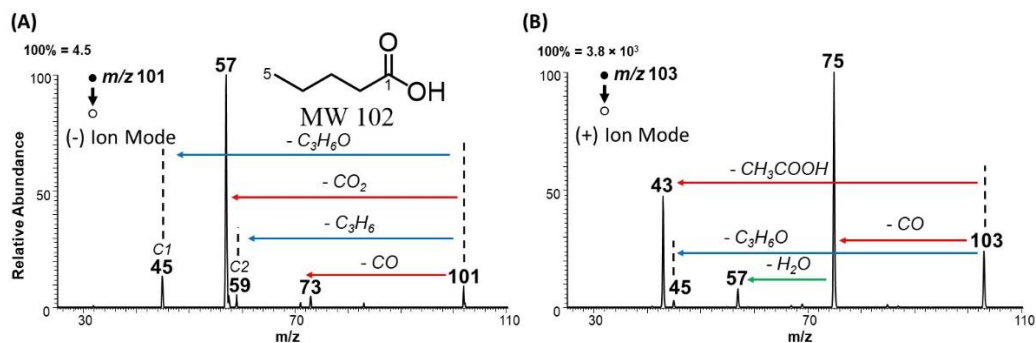 (A)
100% = 4.5
m/z 101
(-) Ion Mode
57
5
1
O
OH
MW 102
- C₃H₆O
- CO₂
- C₃H₆
- CO
C1
45
C2
59
73
101
Relative Abundance
100
50
0
30
70
110
m/z
(B)
100% = 3.8 × 10³
m/z 103
(+) Ion Mode
75
- CH₃COOH
43
- CO
103
- C₃H₆O
- H₂O
57
45
100
50
0
30
70
110
m/z